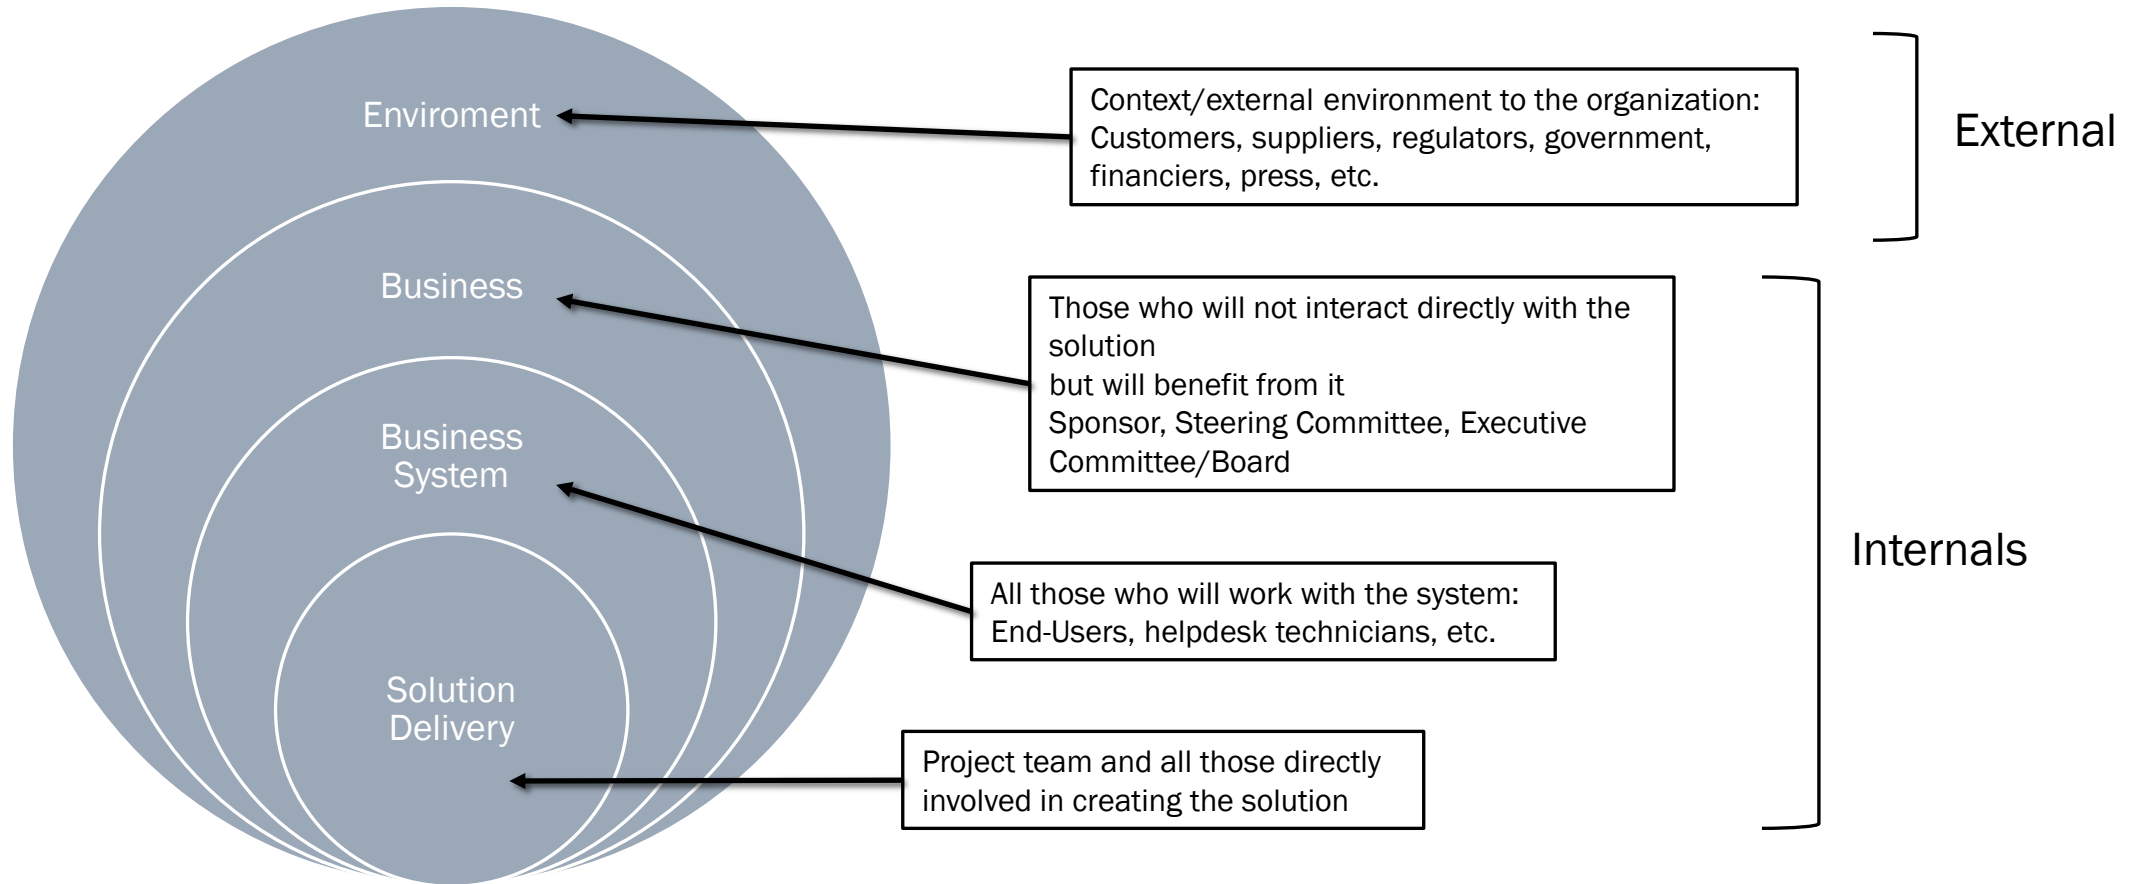 Enviroment
Context/external environment to the organization:
Customers, suppliers, regulators, government,
financiers, press, etc.
External
Business
Those who will not interact directly with the
solution
but will benefit from it
Sponsor, Steering Committee, Executive
Committee/Board
Business
System
Internals
All those who will work with the system:
End-Users, helpdesk technicians, etc.
Solution
Delivery
Project team and all those directly
involved in creating the solution